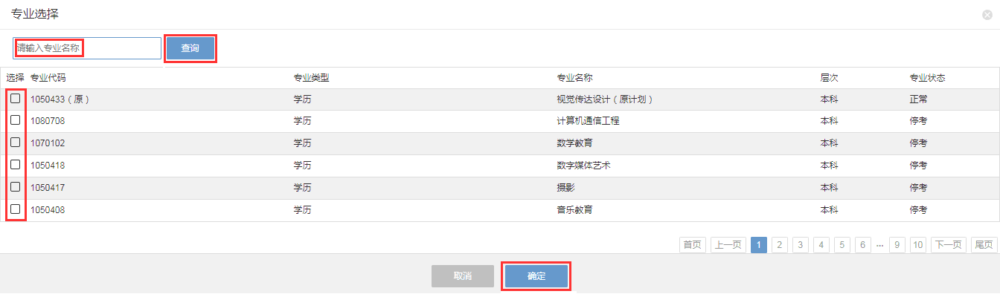 专业选择
请输入专业名称 查询
选择 专业代码 专业类型 专业名称 层次 专业状态
1050433（原） 学历 视觉传达设计（原计划） 本科 正常
1080708 学历 计算机通信工程 本科 停考
1070102 学历 数学教育 本科 停考
1050418 学历 数字媒体艺术 本科 停考
1050417 学历 摄影 本科 停考
1050408 学历 音乐教育 本科 停考
首页 上一页 1 2 3 4 5 6 ... 9 10 下一页 尾页
取消 确定